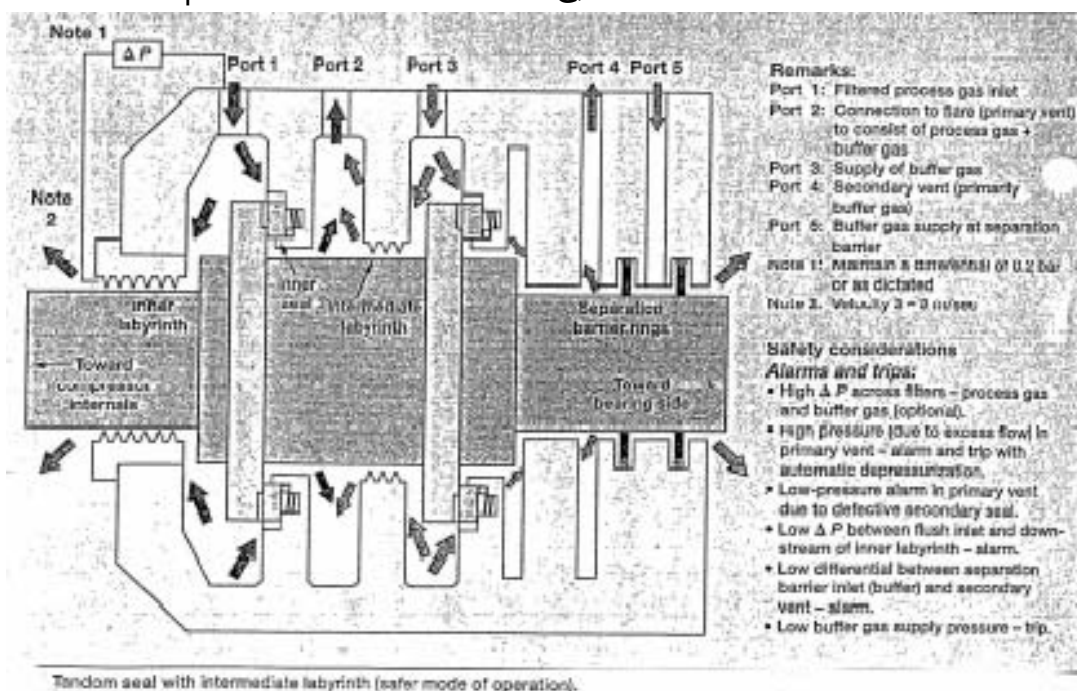 Note 1
Δ P
Port 1
Port 2
Port 3
Port 4
Port 5
Note
2
inner
labyrinth
Inner
seal
Intermediate
labyrinth
Separation
barrier rings
Toward
compressor
internals
Toward
bearing side
Remarks:
Port 1: Filtered process gas inlet
Port 2: Connection to flare (primary vent)
to consist of process gas +
buffer gas
Port 3: Supply of buffer gas
Port 4: Secondary vent (primarily
buffer gas)
Port 5: Buffer gas supply at separation
barrier
Note 1: Maintain a differential of 0.2 bar
or as dictated
Note 2. Velocity
Safety considerations
Alarms and trips:
• High Δ P across filters – process gas
and buffer gas (optional).
• High pressure (due to excess flow) in
primary vent – alarm and trip with
automatic depressurization.
• Low-pressure alarm in primary vent
due to defective secondary seal.
• Low Δ P between flush inlet and down-
stream of inner labyrinth – alarm.
• Low differential between separation
barrier inlet (buffer) and secondary
vent – alarm.
• Low buffer gas supply pressure – trip.
Tandom seal with intermediate labyrinth (safer mode of operation).